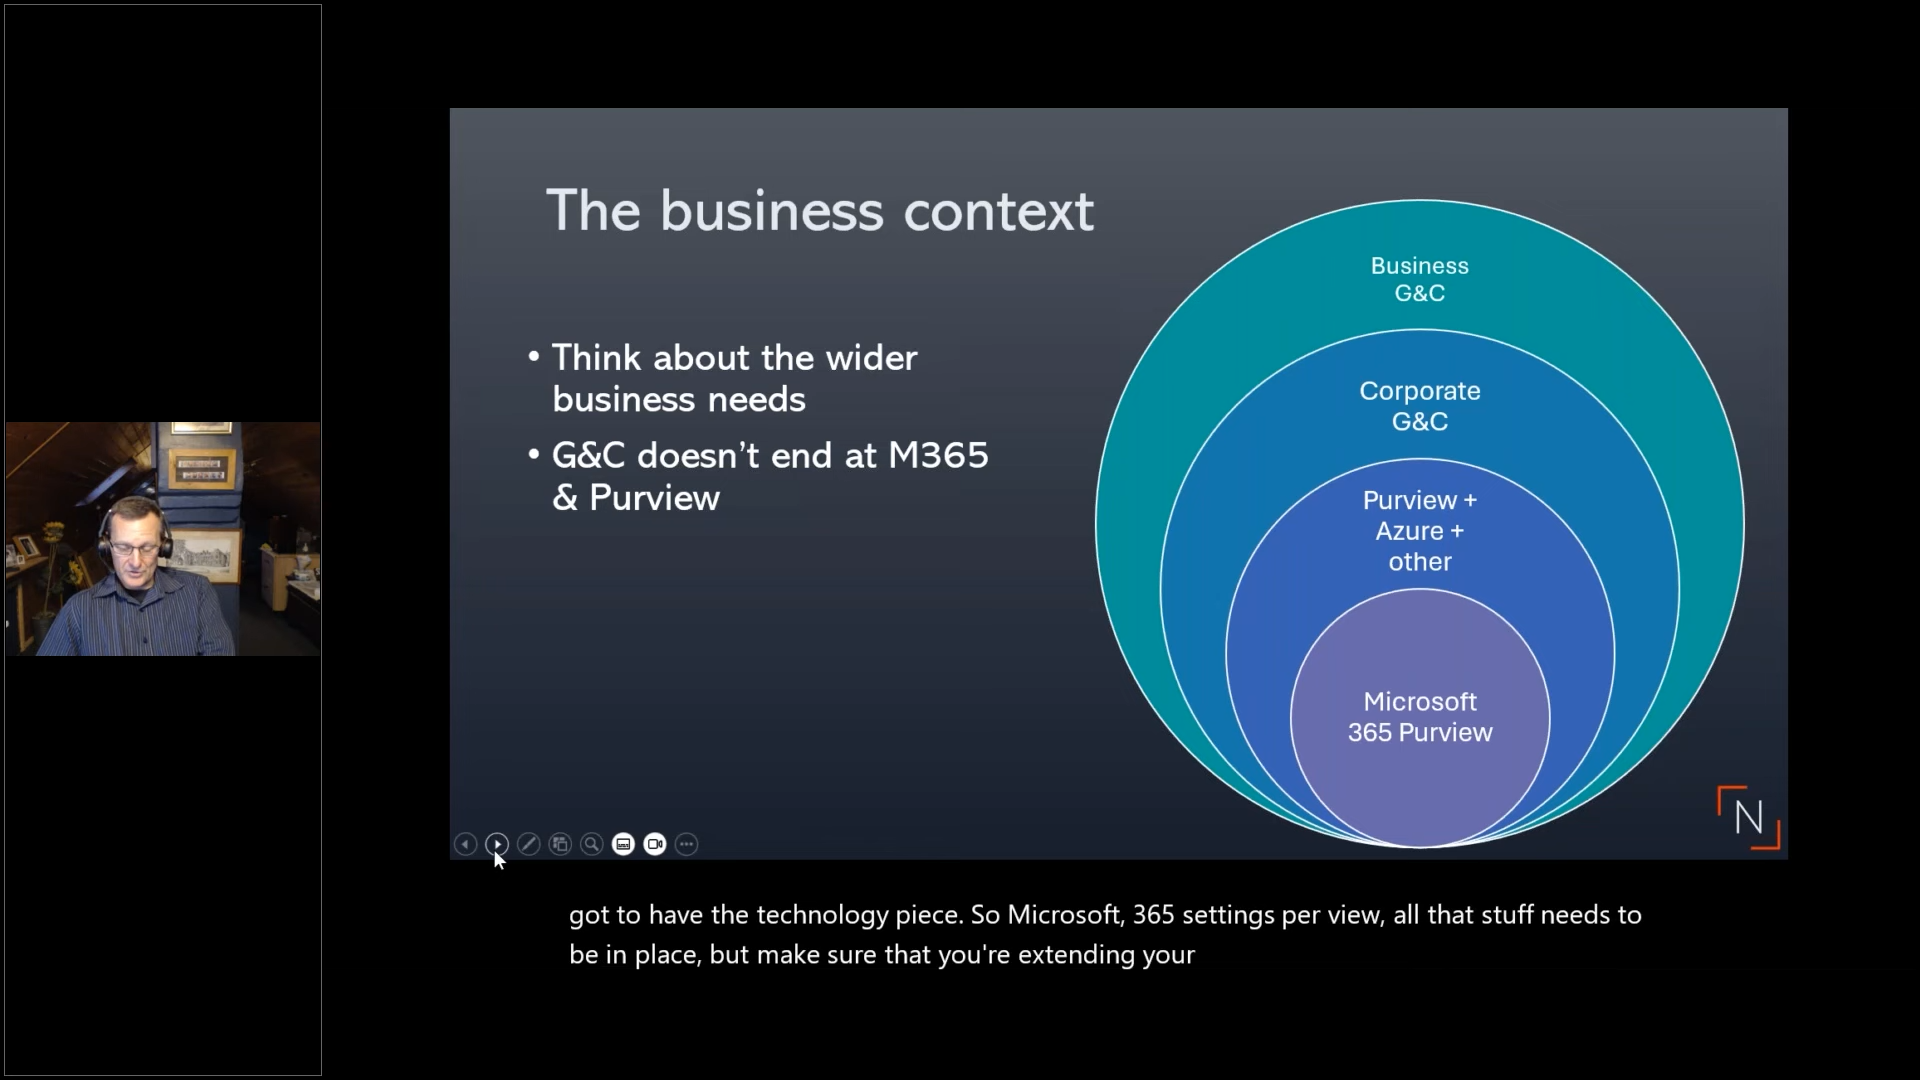 The business context
• Think about the wider
business needs
• G&C doesn't end at M365
& Purview
Business
G&C
Corporate
G&C
Purview +
Azure +
other
Microsoft
365 Purview
N
got to have the technology piece. So Microsoft, 365 settings per view, all that stuff needs to
be in place, but make sure that you're extending your